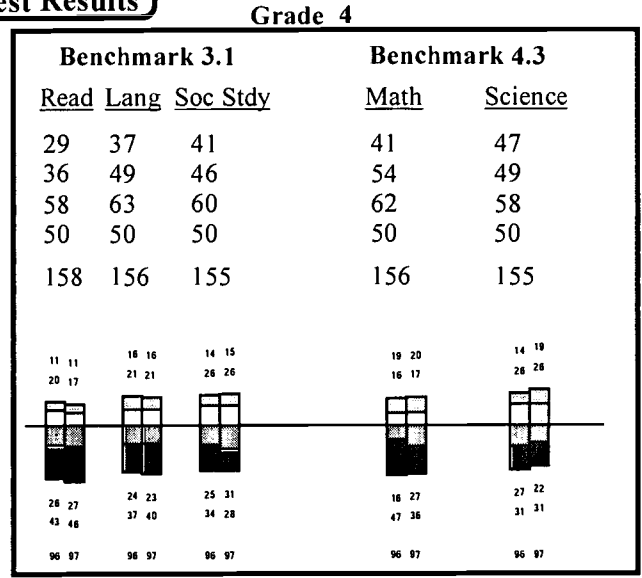 est Results
Grade 4
Benchmark 3.1 Benchmark 4.3
Read Lang Soc Stdy Math Science
29 37 41 41 47
36 49 46 54 49
58 63 60 62 58
50 50 50 50 50
158 156 155 156 155
11 11 16 16 14 15 19 20 14 19
20 17 21 21 26 26 16 17 26 26
26 27 24 23 25 31 16 27 27 22
43 46 37 40 34 28 47 36 31 31
96 97 96 97 96 97 96 97 96 97